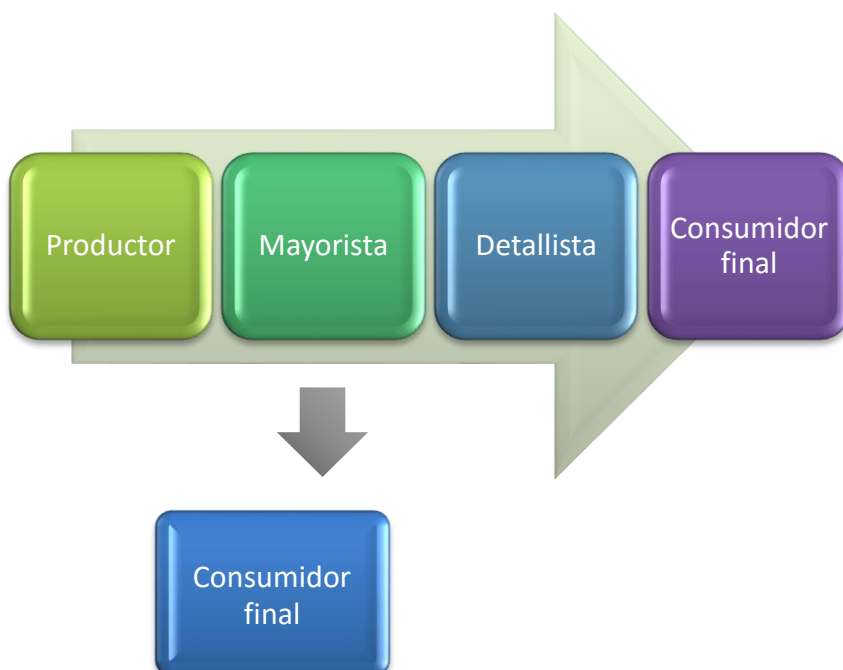 Productor
Mayorista
Detallista
Consumidor
final
Consumidor
final